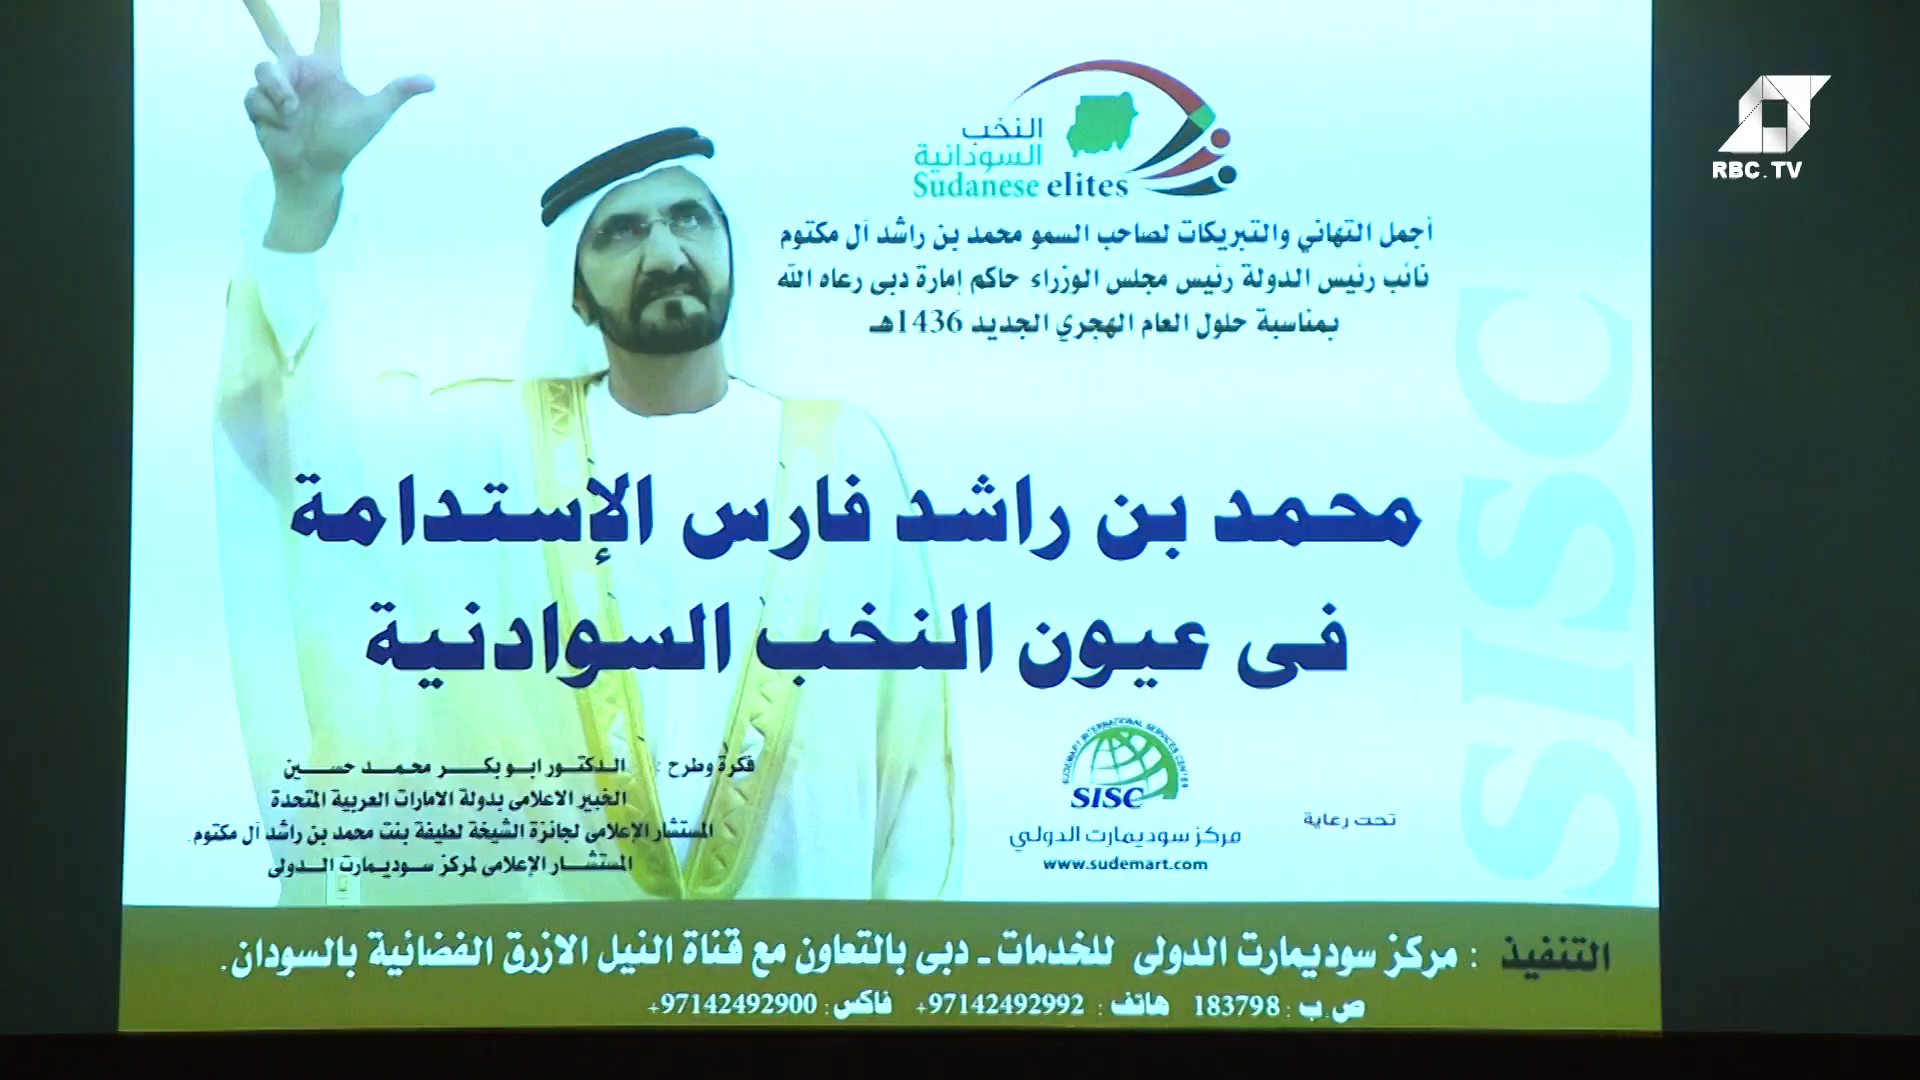 RBC.TV
النخب
السودانية
Sudanese elites
أجمل التهاني والتبريكات لصاحب السمو محمد بن راشد آل مكتوم
نائب رئيس الدولة رئيس مجلس الوزراء حاكم إمارة دبى رعاه الله
بمناسبة حلول العام الهجري الجديد 1436هـ
SISC
محمد بن راشد فارس الإستدامة
فى عيون النخب السوادنية
فكرة وطرح : الدكتور ابو بكر محمد حسين
الخبير الاعلامى بدولة الامارات العربية المتحدة
المستشار الإعلامى لجائزة الشيخة لطيفة بنت محمد بن راشد آل مكتوم.
المستشار الإعلامى لمركز سوديمارت الدولى
تحت رعاية
SUDEMART INTERNATIONAL SERVICES CENTER
SISC
مركز سوديمارت الدولي
www.sudemart.com
التنفيذ : مركز سوديمارت الدولى للخدمات - دبى بالتعاون مع قناة النيل الازرق الفضائية بالسودان.
ص.ب : 183798 هاتف : 97142492992+ فاكس : 97142492900+